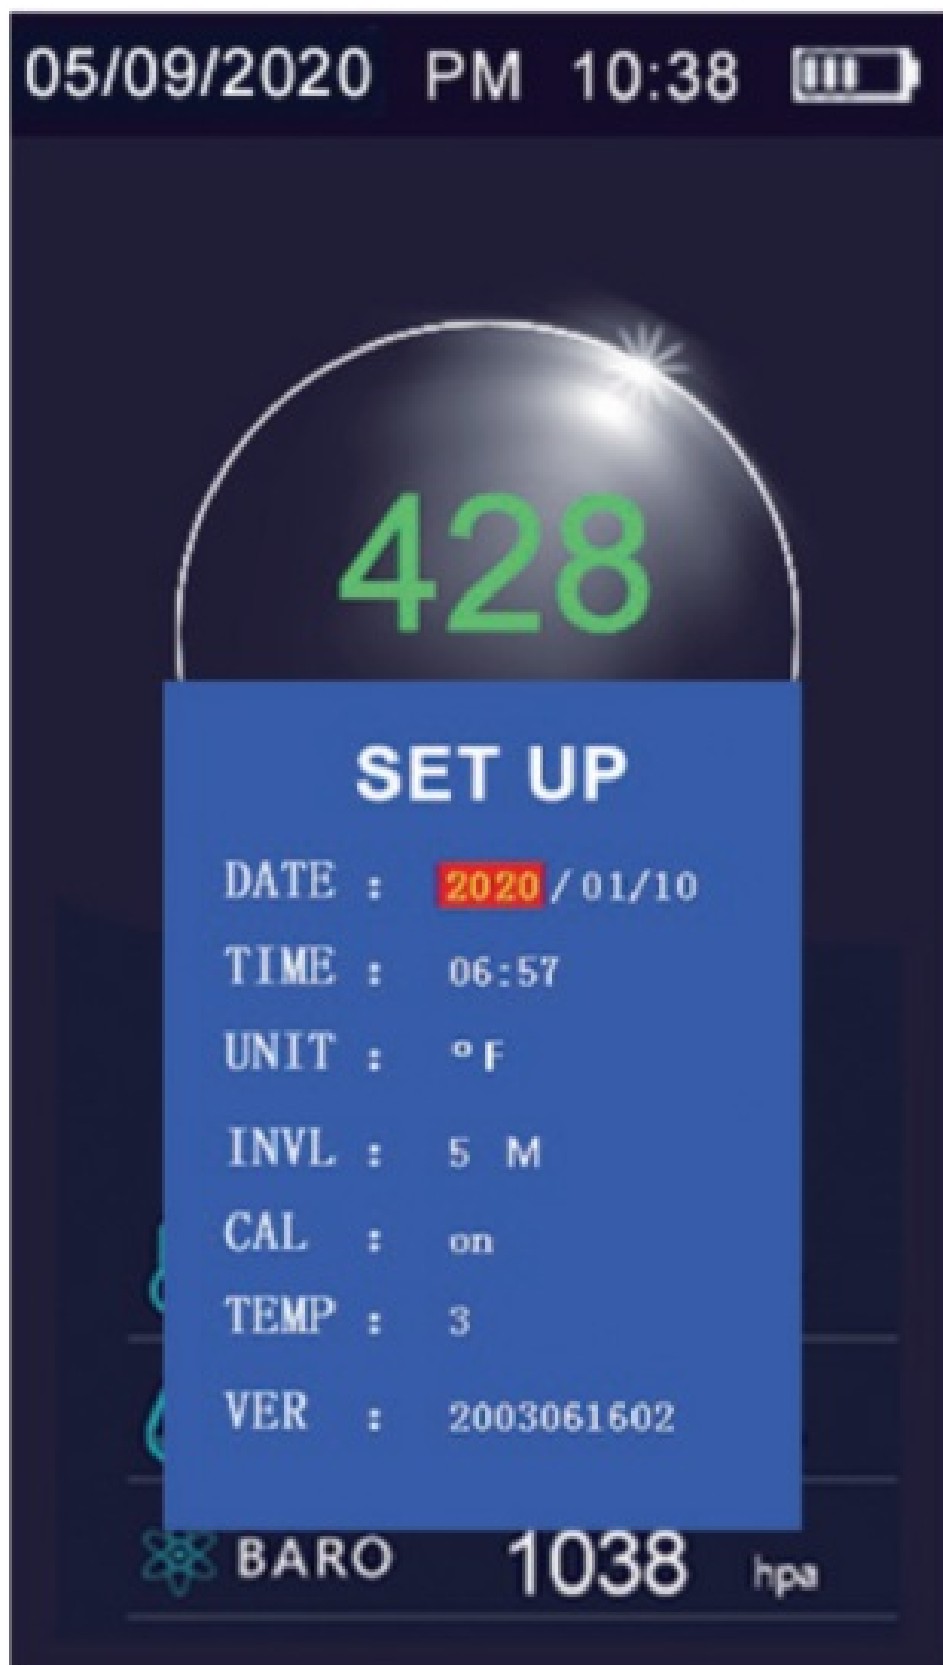 05/09/2020 PM 10:38
428
SET UP
DATE : 2020/01/10
TIME : 06:57
UNIT : °F
INVL : 5 M
CAL : on
TEMP : 3
VER : 2003061602
BARO 1038 hpa